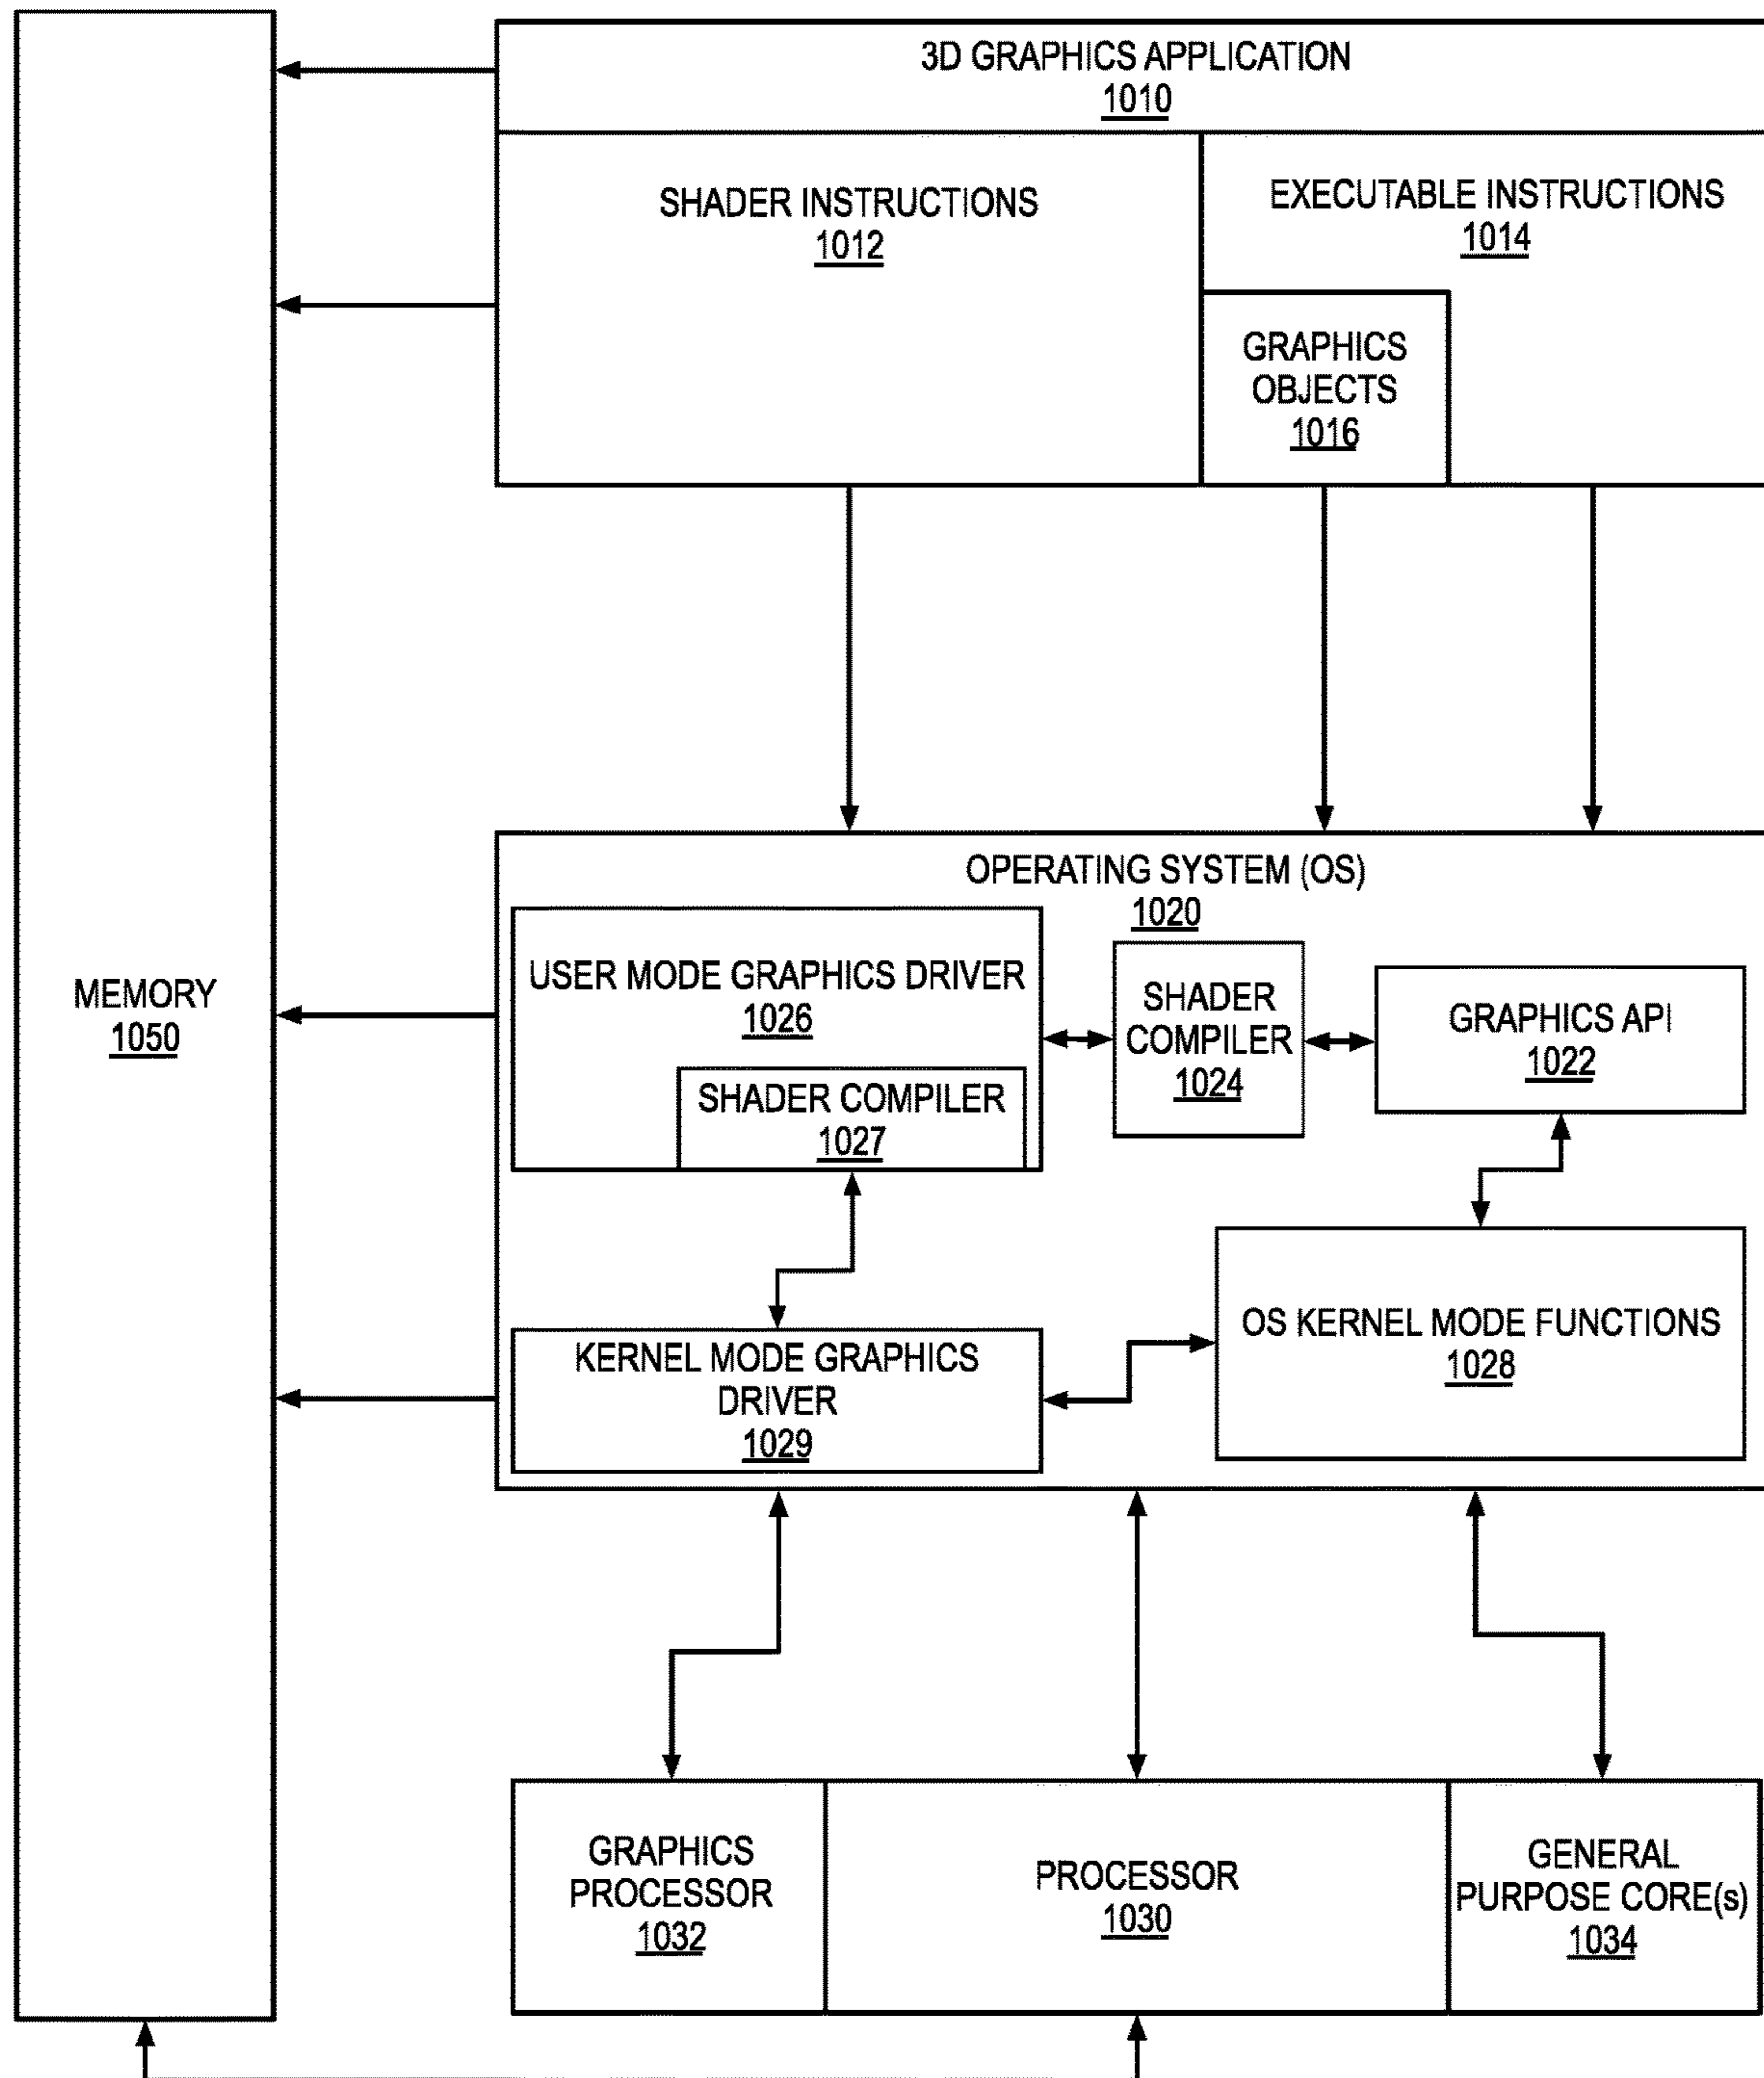 3D GRAPHICS APPLICATION
1010
SHADER INSTRUCTIONS
1012
EXECUTABLE INSTRUCTIONS
1014
GRAPHICS
OBJECTS
1016
MEMORY
1050
OPERATING SYSTEM (OS)
1020
USER MODE GRAPHICS DRIVER
1026
SHADER COMPILER
1027
SHADER
COMPILER
1024
GRAPHICS API
1022
KERNEL MODE GRAPHICS
DRIVER
1029
OS KERNEL MODE FUNCTIONS
1028
GRAPHICS
PROCESSOR
1032
PROCESSOR
1030
GENERAL
PURPOSE CORE(s)
1034